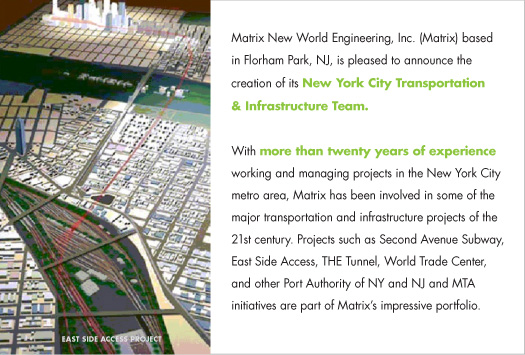 Matrix New World Engineering, Inc. (Matrix) based
in Florham Park, NJ, is pleased to announce the
creation of its New York City Transportation
& Infrastructure Team.
With more than twenty years of experience
working and managing projects in the New York City
metro area, Matrix has been involved in some of the
major transportation and infrastructure projects of the
21st century. Projects such as Second Avenue Subway,
East Side Access, THE Tunnel, World Trade Center,
and other Port Authority of NY and NJ and MTA
initiatives are part of Matrix's impressive portfolio.
EAST SIDE ACCESS PROJECT